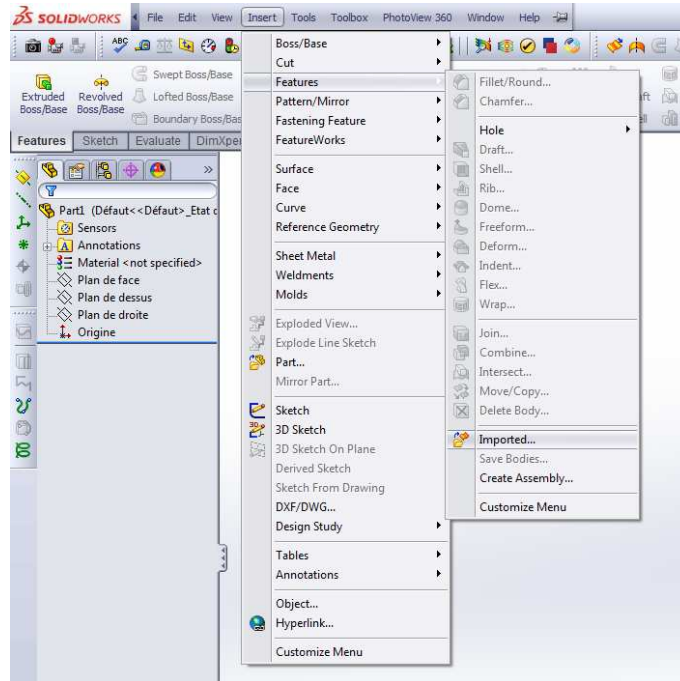 SOLIDWORKS File Edit View Insert Tools Toolbox PhotoView 360 Window Help
ABC
Extruded Boss/Base
Revolved Boss/Base
Swept Boss/Base
Lofted Boss/Base
Boundary Boss/Bas
Features Sketch Evaluate DimXper
Part1 (Défaut<<Défaut>_Etat c
Sensors
A Annotations
Material <not specified>
Plan de face
Plan de dessus
Plan de droite
Origine
Boss/Base
Cut
Features
Pattern/Mirror
Fastening Feature
FeatureWorks
Surface
Face
Curve
Reference Geometry
Sheet Metal
Weldments
Molds
Exploded View...
Explode Line Sketch
Part...
Mirror Part...
Sketch
3D Sketch
3D Sketch On Plane
Derived Sketch
Sketch From Drawing
DXF/DWG...
Design Study
Tables
Annotations
Object...
Hyperlink...
Customize Menu
Fillet/Round...
Chamfer...
Hole
Draft...
Shell...
Rib...
Dome...
Freeform...
Deform...
Indent...
Flex...
Wrap...
Join...
Combine...
Intersect...
Move/Copy...
Delete Body...
Imported...
Save Bodies...
Create Assembly...
Customize Menu